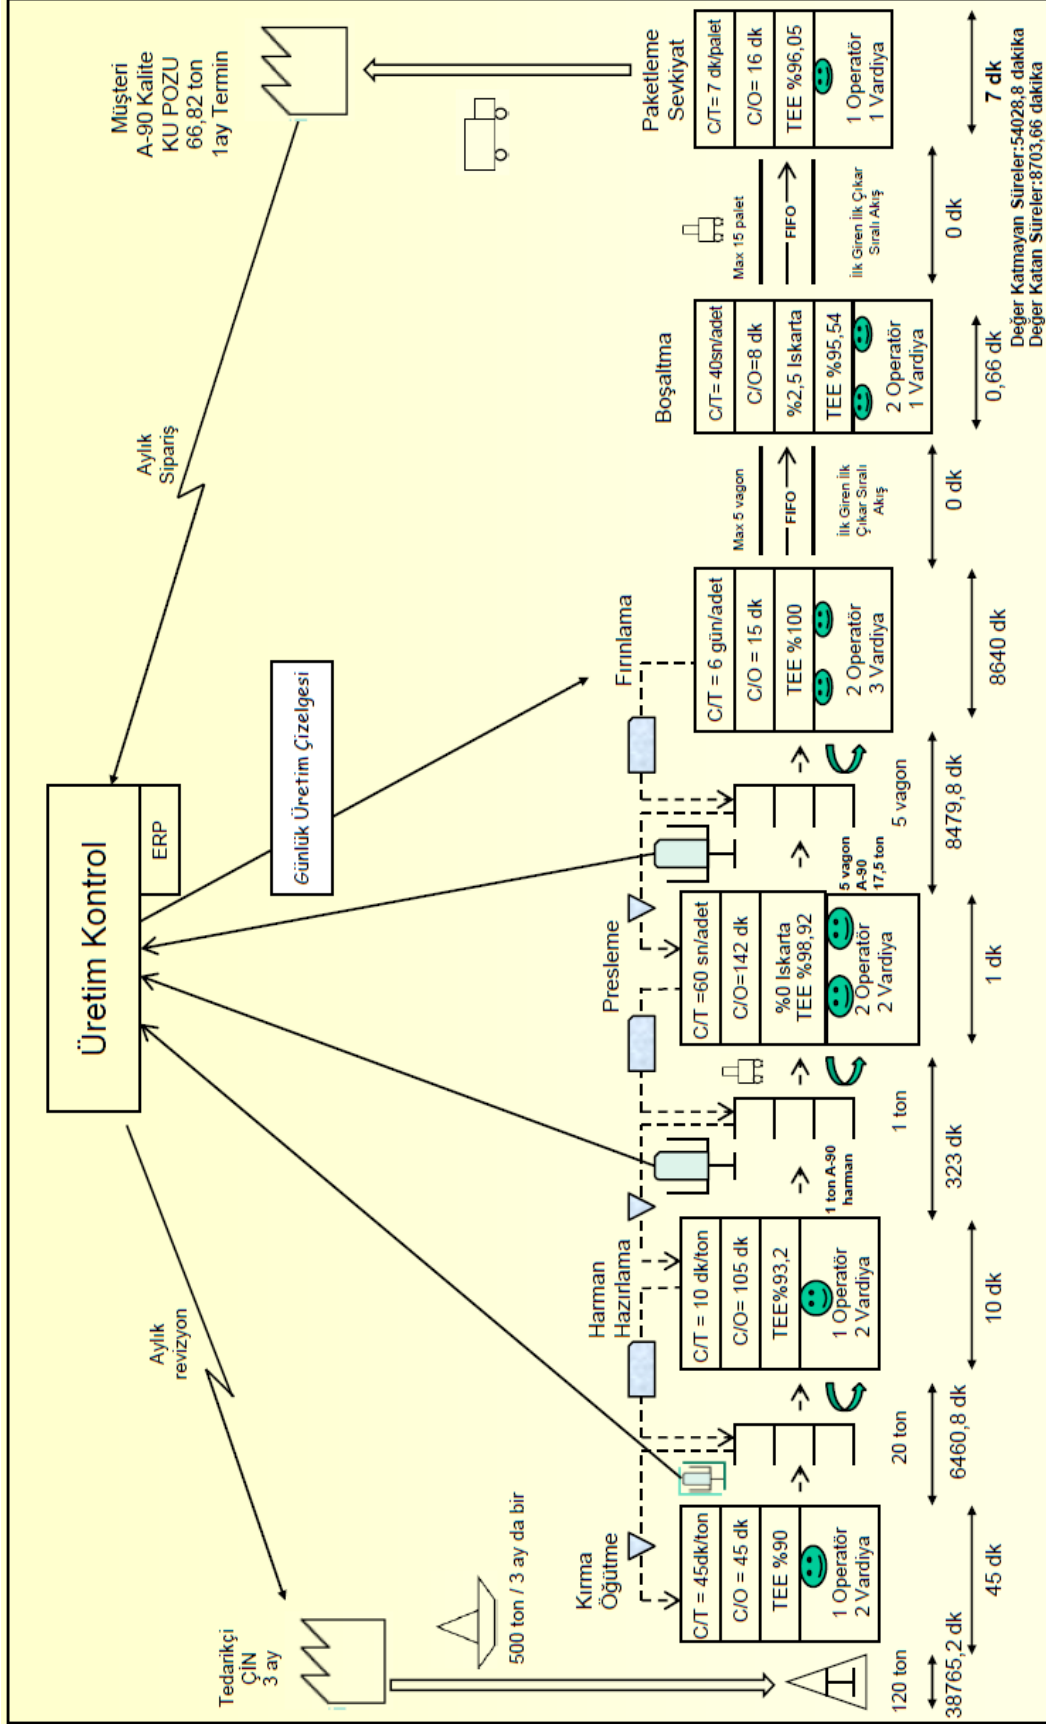 Üretim Kontrol
ERP
Müşteri
A-90 Kalite
KU POZU
66,82 ton
1ay Termin
Aylık
Sipariş
Aylık
revizyon
Günlük Üretim Çizelgesi
Tedarikçi
ÇİN
3 ay
500 ton / 3 ay da bir
120 ton
Kırma
Öğütme
C/T = 45dk/ton
C/O = 45 dk
TEE %90
1 Operatör
2 Vardiya
20 ton
Harman
Hazırlama
C/T = 10 dk/ton
C/O= 105 dk
TEE%93,2
1 Operatör
2 Vardiya
1 ton A-90
harman
1 ton
Presleme
C/T =60 sn/adet
C/O=142 dk
%0 Iskarta
TEE %98,92
2 Operatör
2 Vardiya
5 vagon
A-90
17,5 ton
5 vagon
Fırınlama
C/T = 6 gün/adet
C/O = 15 dk
TEE %100
2 Operatör
3 Vardiya
Max 5 vagon
FIFO
İlk Giren İlk
Çıkar Sıralı
Akış
Boşaltma
C/T= 40sn/adet
C/O=8 dk
%2,5 Iskarta
TEE %95,54
2 Operatör
1 Vardiya
Max 15 palet
FIFO
İlk Giren İlk Çıkar
Sıralı Akış
Paketleme
Sevkiyat
C/T= 7 dk/palet
C/O= 16 dk
TEE %96,05
1 Operatör
1 Vardiya
38765,2 dk
45 dk
6460,8 dk
10 dk
323 dk
1 dk
8479,8 dk
8640 dk
0 dk
0,66 dk
0 dk
7 dk
Değer Katmayan Süreler:54028,8 dakika
Değer Katan Süreler:8703,66 dakika